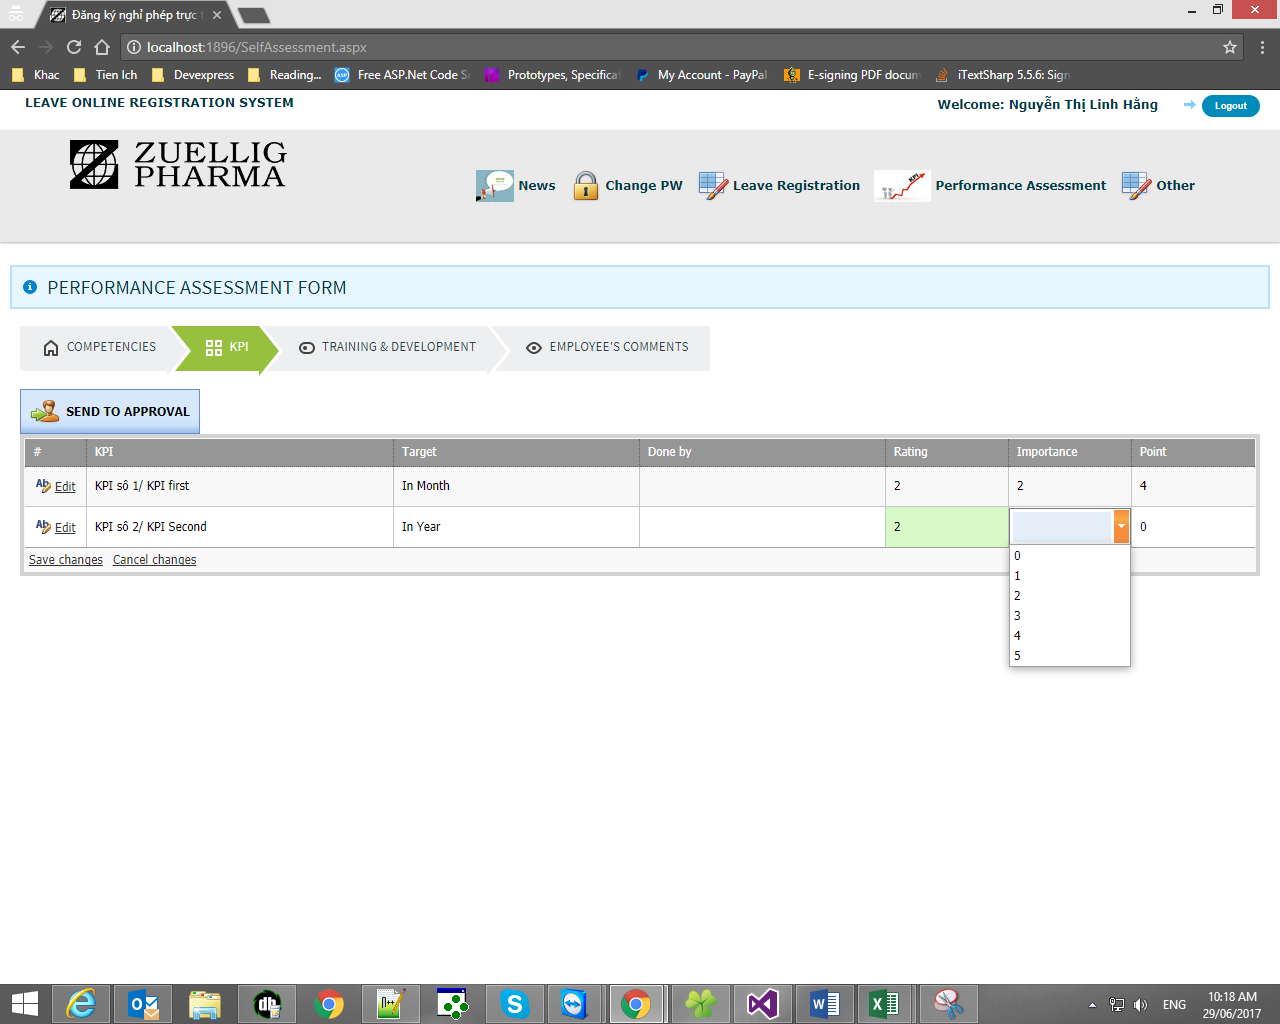 Đăng ký nghỉ phép trực t
localhost:1896/SelfAssessment.aspx
Khac Tien Ich Devexpress Reading... Free ASP.Net Code Prototypes, Specifica My Account - PayPal E-signing PDF docum iTextSharp 5.5.6: Sign
LEAVE ONLINE REGISTRATION SYSTEM Welcome: Nguyễn Thị Linh Hằng Logout
ZUELLIG
PHARMA
News Change PW Leave Registration KPI Performance Assessment Other
PERFORMANCE ASSESSMENT FORM
COMPETENCIES KPI TRAINING & DEVELOPMENT EMPLOYEE'S COMMENTS
SEND TO APPROVAL
# KPI Target Done by Rating Importance Point
Edit KPI số 1/ KPI first In Month 2 2 4
Edit KPI số 2/ KPI Second In Year 2 0
Save changes Cancel changes
0
1
2
3
4
5
ENG 10:18 AM
29/06/2017